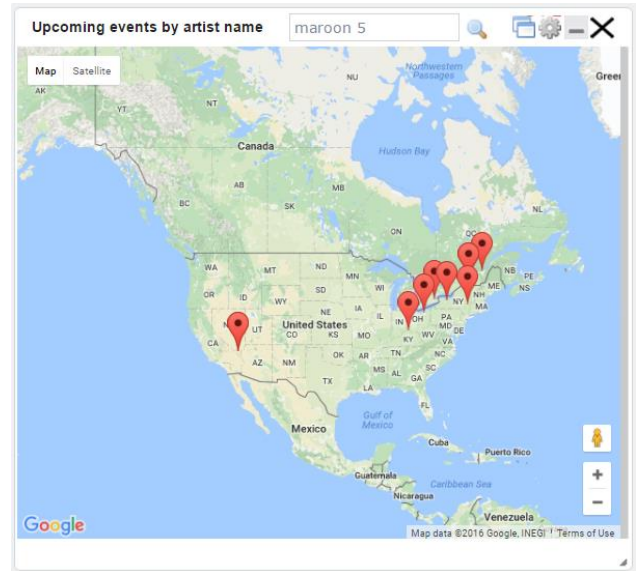 Upcoming events by artist name
maroon 5
Map Satellite
Northwestern
Passages
NU
AK
YT
NT
Canada
Hudson Bay
AB
MB
BC
SK
NL
ON
QC
WA
MT
ND
MN
NB
PE
NS
OR
ID
SD
WI
ME
NH
WY
NY
MA
IA
NE
IL
IN
OH
PA
MD
DE
UT
United States
CO
KS
MO
KY
WV
VA
CA
AZ
NM
OK
AR
TN
NC
SC
MS
AL
GA
TX
LA
FL
Gulf of
Mexico
Mexico
Cuba
Puerto Rico
Guatemala
Caribbean Sea
Nicaragua
Venezuela
Google
Map data ©2016 Google, INEGI Terms of Use